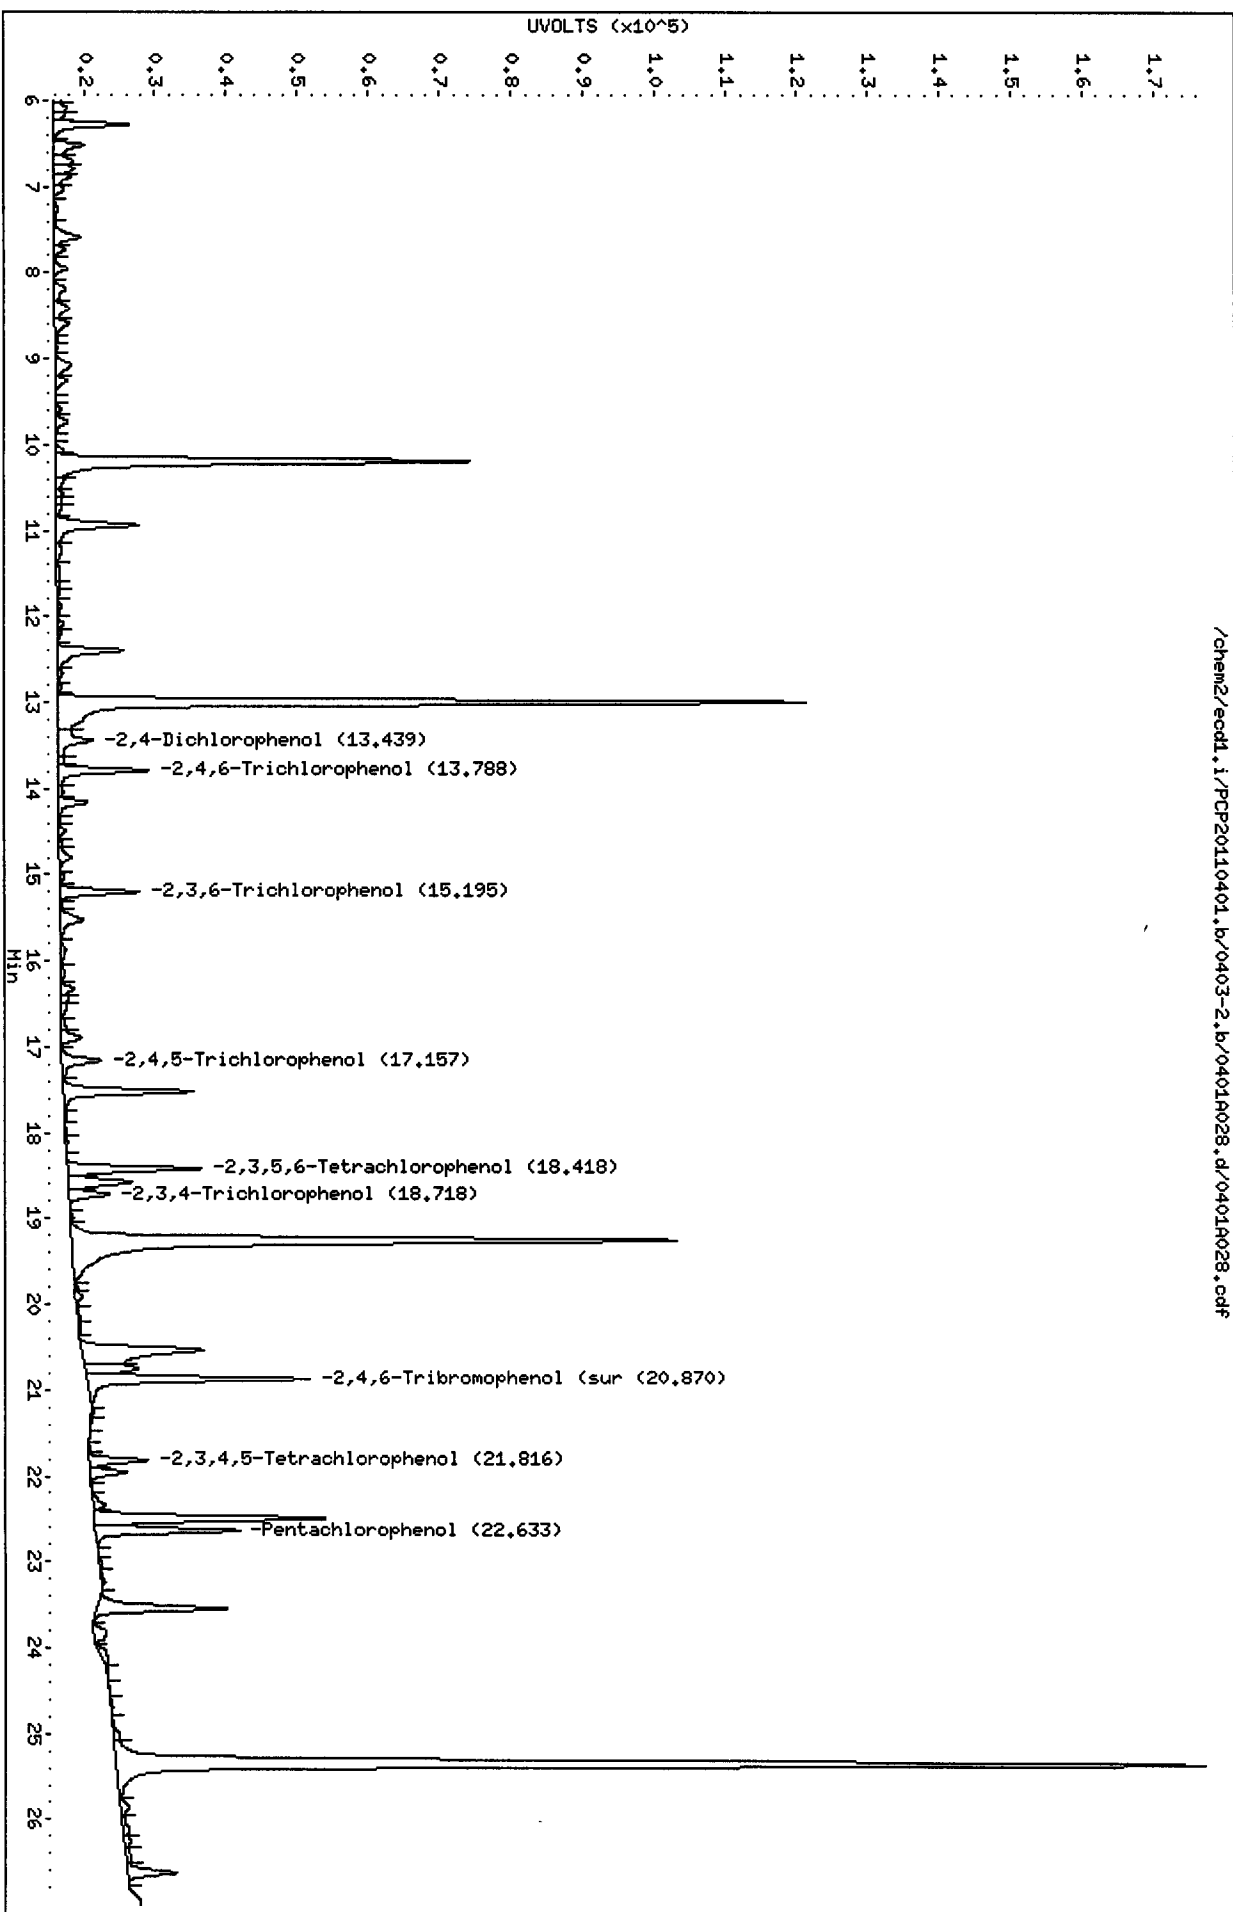 /chem2/ecd1.i/PCP20110401.b/0403-2.b/0401A028.d/0401A028.cdf
UVOLTS (x10^5)
1.7
1.6
1.5
1.4
1.3
1.2
1.1
1.0
0.9
0.8
0.7
0.6
0.5
0.4
0.3
0.2
-2,4-Dichlorophenol (13.439)
-2,4,6-Trichlorophenol (13.788)
-2,3,6-Trichlorophenol (15.195)
-2,4,5-Trichlorophenol (17.157)
-2,3,5,6-Tetrachlorophenol (18.418)
-2,3,4-Trichlorophenol (18.718)
-2,4,6-Tribromophenol (sur (20.870)
-2,3,4,5-Tetrachlorophenol (21.816)
-Pentachlorophenol (22.633)
6 7 8 9 10 11 12 13 14 15 16 17 18 19 20 21 22 23 24 25 26
Min